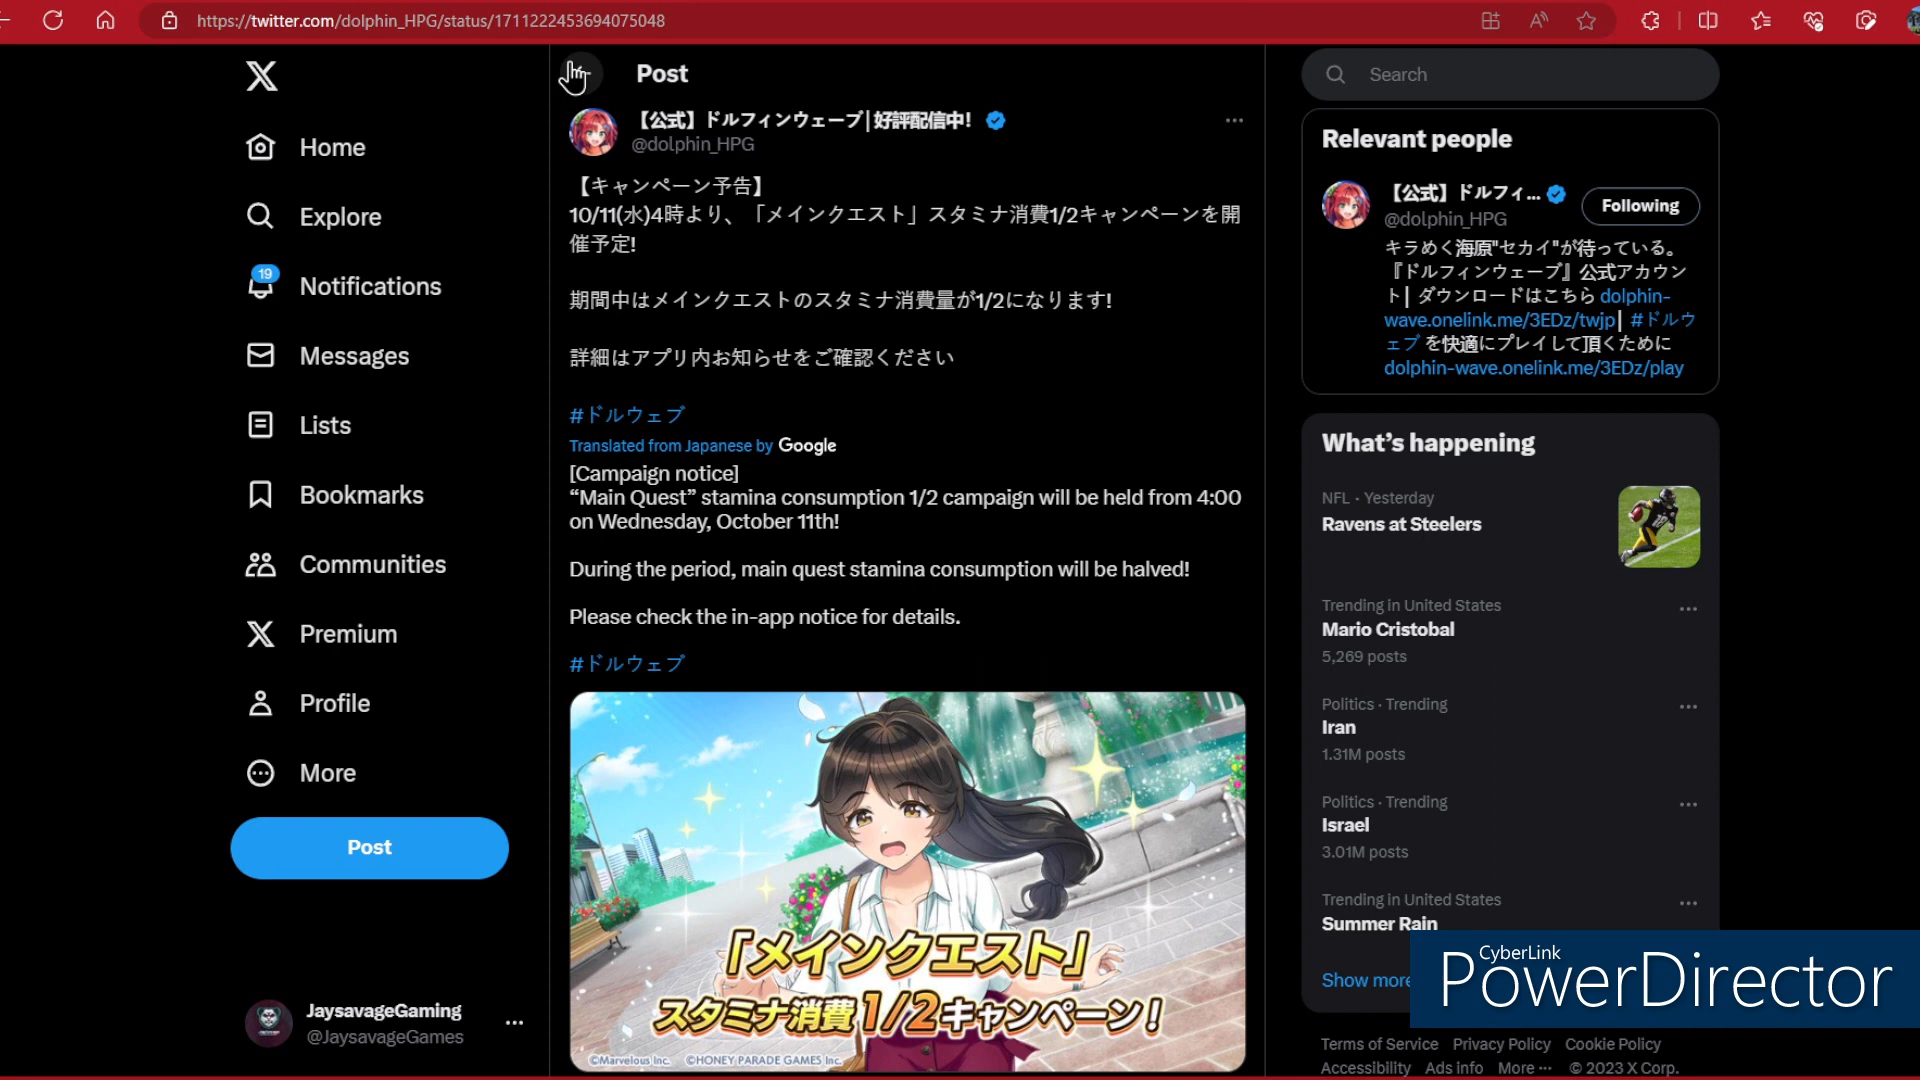 https://twitter.com/dolphin_HPG/status/1711222453694075048
Home
Explore
19
Notifications
Messages
Lists
Bookmarks
Communities
Premium
Profile
More
Post
JaysavageGaming
@JaysavageGames
Post
【公式】ドルフィンウェーブ|好評配信中!
@dolphin_HPG
【キャンペーン予告】
10/11(水)4時より、「メインクエスト」スタミナ消費1/2キャンペーンを開
催予定!
期間中はメインクエストのスタミナ消費量が1/2になります!
詳細はアプリ内お知らせをご確認ください
#ドルウェブ
Translated from Japanese by Google
[Campaign notice]
“Main Quest” stamina consumption 1/2 campaign will be held from 4:00
on Wednesday, October 11th!
During the period, main quest stamina consumption will be halved!
Please check the in-app notice for details.
#ドルウェブ
「メインクエスト」
スタミナ消費1/2キャンペーン!
©Marvelous Inc. ©HONEY PARADE GAMES Inc.
Search
Relevant people
【公式】ドルフィ...
@dolphin_HPG
Following
キラめく海原"セカイ"が待っている。
『ドルフィンウェーブ』公式アカウン
ト| ダウンロードはこちら dolphin-
wave.onelink.me/3EDz/twjp| #ドルウ
ェブ を快適にプレイして頂くために
dolphin-wave.onelink.me/3EDz/play
What’s happening
NFL · Yesterday
Ravens at Steelers
Trending in United States
Mario Cristobal
5,269 posts
Politics · Trending
Iran
1.31M posts
Politics · Trending
Israel
3.01M posts
Trending in United States
Summer Rain
Show more
CyberLink
PowerDirector
Terms of Service Privacy Policy Cookie Policy
Accessibility Ads info More ··· © 2023 X Corp.